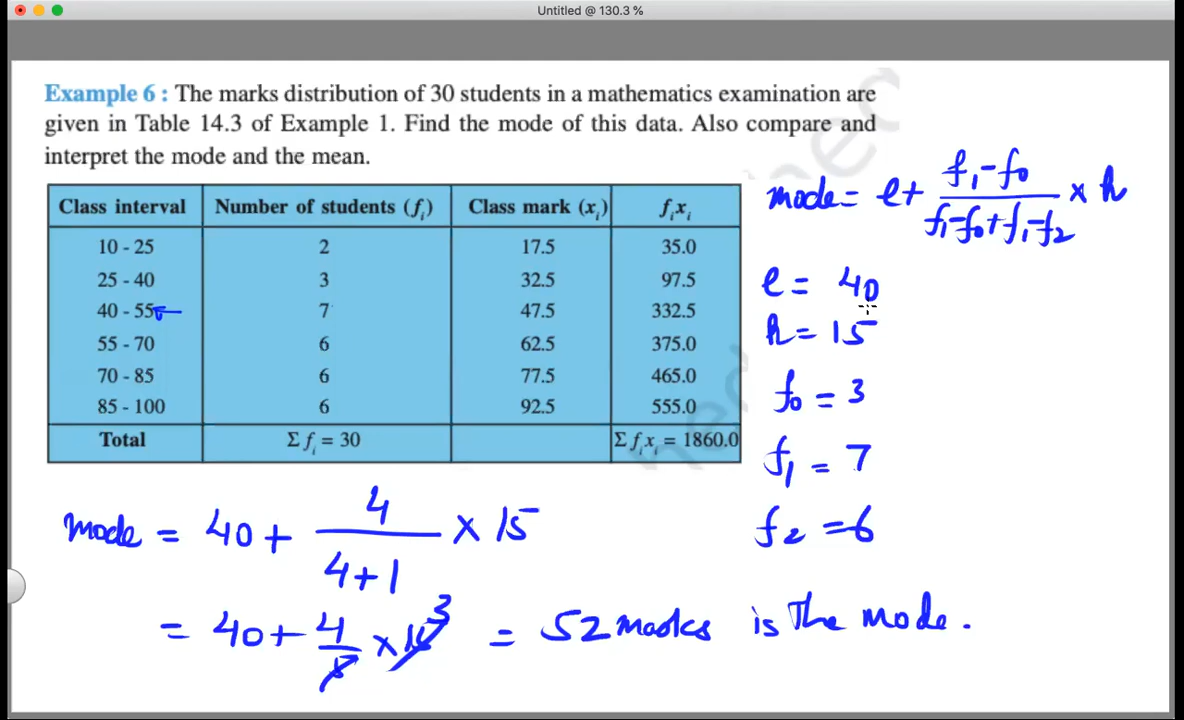 Untitled @ 130.3 %
Example 6 : The marks distribution of 30 students in a mathematics examination are
given in Table 14.3 of Example 1. Find the mode of this data. Also compare and
interpret the mode and the mean.
Class interval Number of students (fᵢ) Class mark (xᵢ) fᵢxᵢ
10 - 25 2 17.5 35.0
25 - 40 3 32.5 97.5
40 - 55 7 47.5 332.5
55 - 70 6 62.5 375.0
70 - 85 6 77.5 465.0
85 - 100 6 92.5 555.0
Total Σ fᵢ = 30 Σ fᵢxᵢ = 1860.0
mode = l + (f₁-f₀)/(f₁-f₀+f₁-f₂) × h
l = 40
h = 15
f₀ = 3
f₁ = 7
f₂ = 6
mode = 40 + 4/(4+1) × 15
= 40 + 4/5 × 15 3 = 52 marks is the mode.